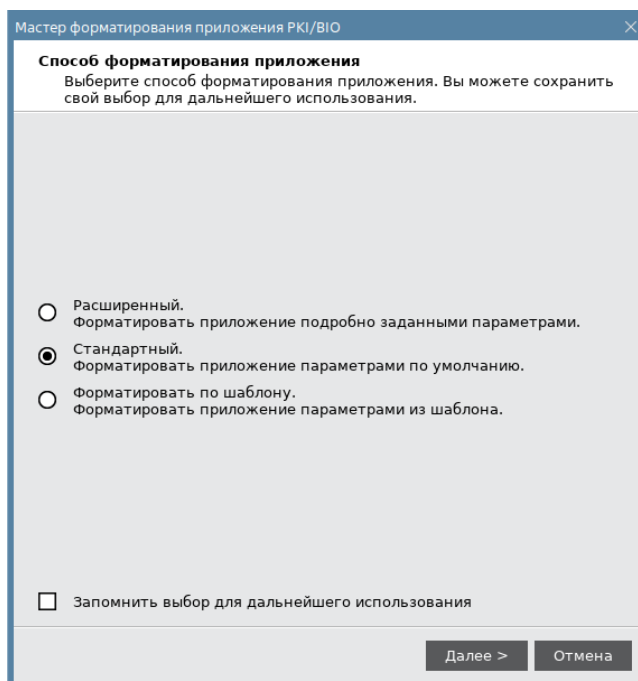 Мастер форматирования приложения PKI/BIO
Способ форматирования приложения
Выберите способ форматирования приложения. Вы можете сохранить
свой выбор для дальнейшего использования.
Расширенный.
Форматировать приложение подробно заданными параметрами.
Стандартный.
Форматировать приложение параметрами по умолчанию.
Форматировать по шаблону.
Форматировать приложение параметрами из шаблона.
Запомнить выбор для дальнейшего использования
Далее > Отмена